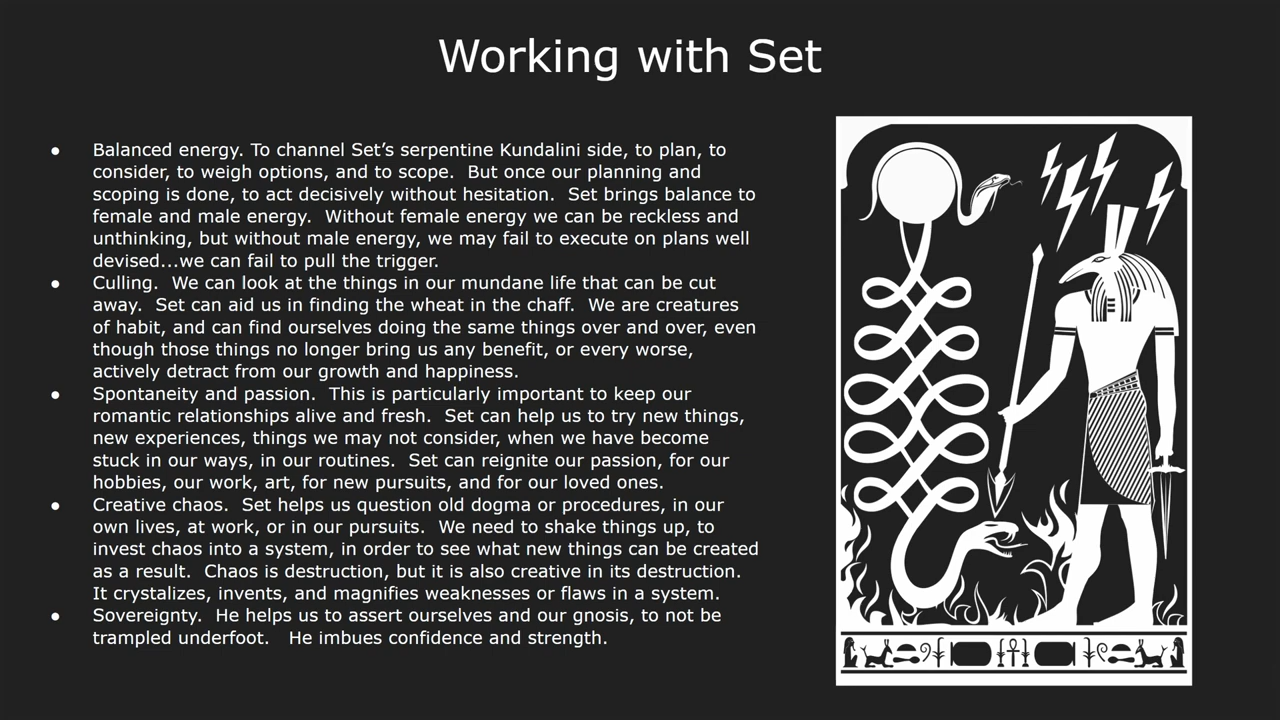 Working with Set
● Balanced energy. To channel Set’s serpentine Kundalini side, to plan, to
consider, to weigh options, and to scope.  But once our planning and
scoping is done, to act decisively without hesitation.  Set brings balance to
female and male energy.  Without female energy we can be reckless and
unthinking, but without male energy, we may fail to execute on plans well
devised...we can fail to pull the trigger.
● Culling.  We can look at the things in our mundane life that can be cut
away.  Set can aid us in finding the wheat in the chaff.  We are creatures
of habit, and can find ourselves doing the same things over and over, even
though those things no longer bring us any benefit, or every worse,
actively detract from our growth and happiness.
● Spontaneity and passion.  This is particularly important to keep our
romantic relationships alive and fresh.  Set can help us to try new things,
new experiences, things we may not consider, when we have become
stuck in our ways, in our routines.  Set can reignite our passion, for our
hobbies, our work, art, for new pursuits, and for our loved ones.
● Creative chaos.  Set helps us question old dogma or procedures, in our
own lives, at work, or in our pursuits.  We need to shake things up, to
invest chaos into a system, in order to see what new things can be created
as a result.  Chaos is destruction, but it is also creative in its destruction.
It crystalizes, invents, and magnifies weaknesses or flaws in a system.
● Sovereignty.  He helps us to assert ourselves and our gnosis, to not be
trampled underfoot.   He imbues confidence and strength.